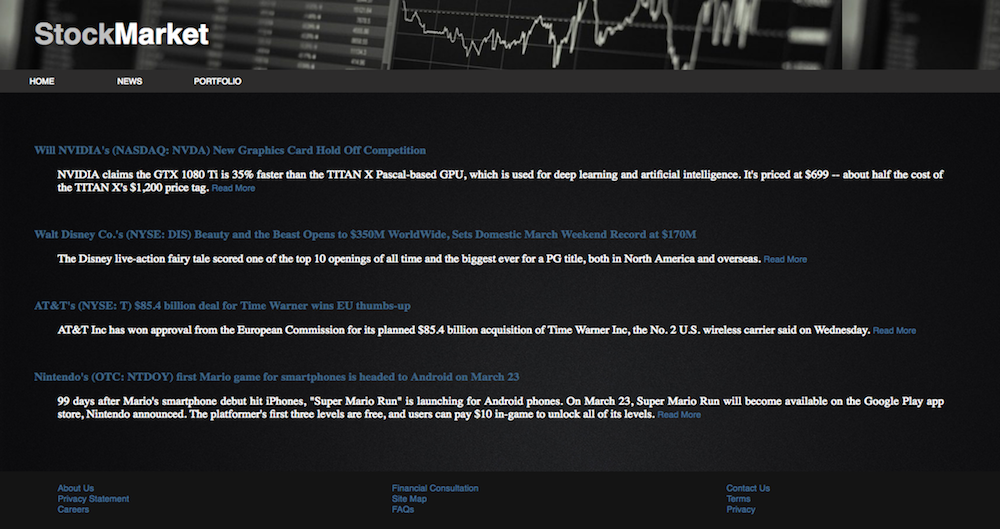 StockMarket
HOME NEWS PORTFOLIO
Will NVIDIA's (NASDAQ: NVDA) New Graphics Card Hold Off Competition
NVIDIA claims the GTX 1080 Ti is 35% faster than the TITAN X Pascal-based GPU, which is used for deep learning and artificial intelligence. It's priced at $699 -- about half the cost of
the TITAN X's $1,200 price tag. Read More
Walt Disney Co.'s (NYSE: DIS) Beauty and the Beast Opens to $350M WorldWide, Sets Domestic March Weekend Record at $170M
The Disney live-action fairy tale scored one of the top 10 openings of all time and the biggest ever for a PG title, both in North America and overseas. Read More
AT&T's (NYSE: T) $85.4 billion deal for Time Warner wins EU thumbs-up
AT&T Inc has won approval from the European Commission for its planned $85.4 billion acquisition of Time Warner Inc, the No. 2 U.S. wireless carrier said on Wednesday. Read More
Nintendo's (OTC: NTDOY) first Mario game for smartphones is headed to Android on March 23
99 days after Mario's smartphone debut hit iPhones, "Super Mario Run" is launching for Android phones. On March 23, Super Mario Run will become available on the Google Play app
store, Nintendo announced. The platformer's first three levels are free, and users can pay $10 in-game to unlock all of its levels. Read More
About Us Financial Consultation Contact Us
Privacy Statement Site Map Terms
Careers FAQs Privacy